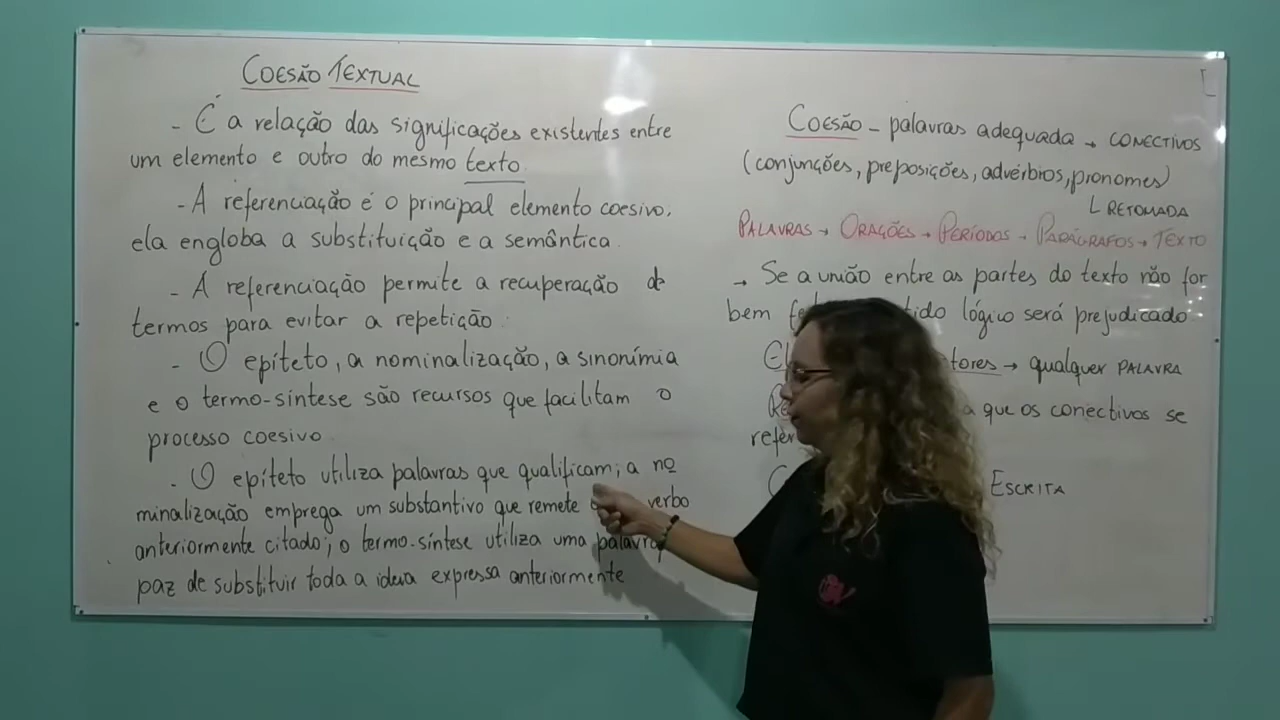 COESÃO TEXTUAL
- É a relação das significações existentes entre
um elemento e outro do mesmo texto.
- A referenciação é o principal elemento coesivo,
ela engloba a substituição e a semântica.
- A referenciação permite a recuperação de
termos para evitar a repetição.
- O epíteto, a nominalização, a sinonímia
e o termo-síntese são recursos que facilitam o
processo coesivo.
- O epíteto utiliza palavras que qualificam; a no
minalização emprega um substantivo que remete verbo
anteriormente citado; o termo-síntese utiliza uma palavra
paz de substituir toda a ideia expressa anteriormente
COESÃO - palavras adequada → CONECTIVOS
(conjunções, preposições, advérbios, pronomes)
RETOMADA
PALAVRAS → ORAÇÕES → PERÍODOS → PARÁGRAFOS → TEXTO
→ Se a união entre as partes do texto não for
bem lógico será prejudicado
→ qualquer PALAVRA
que os conectivos se
ESCRITA